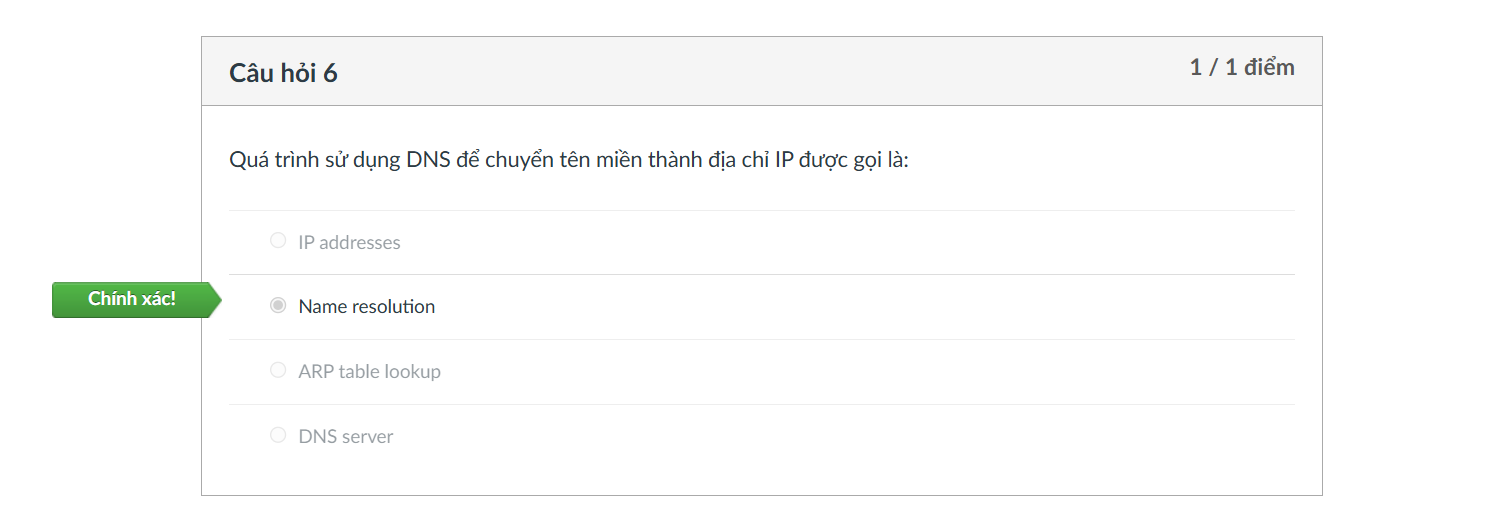 Câu hỏi 6
1 / 1 điểm
Quá trình sử dụng DNS để chuyển tên miền thành địa chỉ IP được gọi là:
IP addresses
Chính xác!
Name resolution
ARP table lookup
DNS server